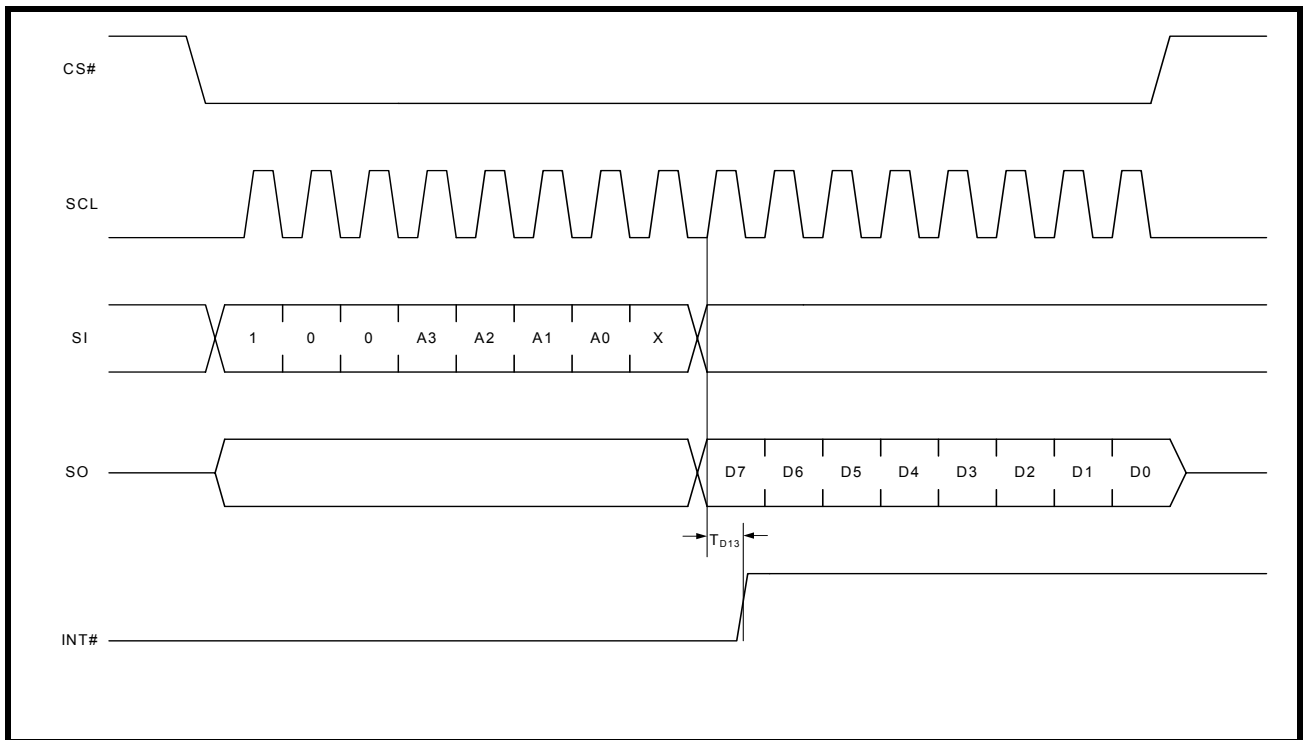 CS#
SCL
SI 1 0 0 A3 A2 A1 A0 X
SO D7 D6 D5 D4 D3 D2 D1 D0
TD13
INT#